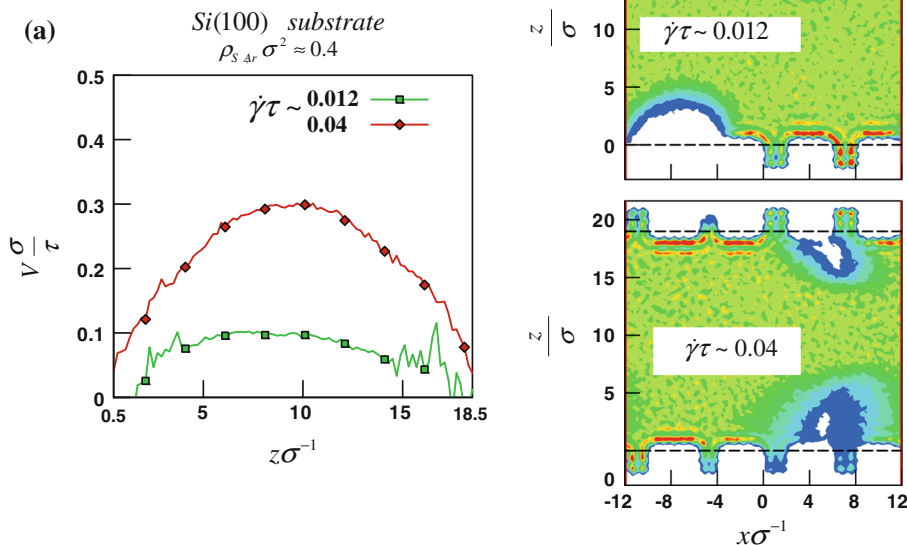 (a)
Si(100) substrate
ρ_{S,Ar} σ² ≈ 0.4
0.5
0.4
0.3
0.2
0.1
0
V σ/τ
γ̇τ ~ 0.012
0.04
0.5 5 10 15 18.5
zσ⁻¹
z/σ
10
5
0
γ̇τ ~ 0.012
z/σ
20
15
10
5
0
γ̇τ ~ 0.04
-12 -8 -4 0 4 8 12
xσ⁻¹